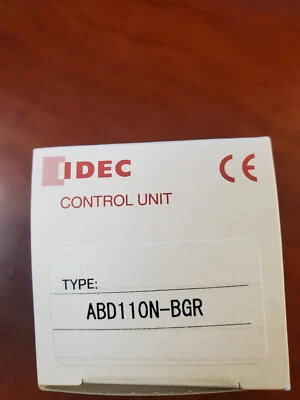 IDEC CE
CONTROL UNIT
TYPE:
ABD110N-BGR